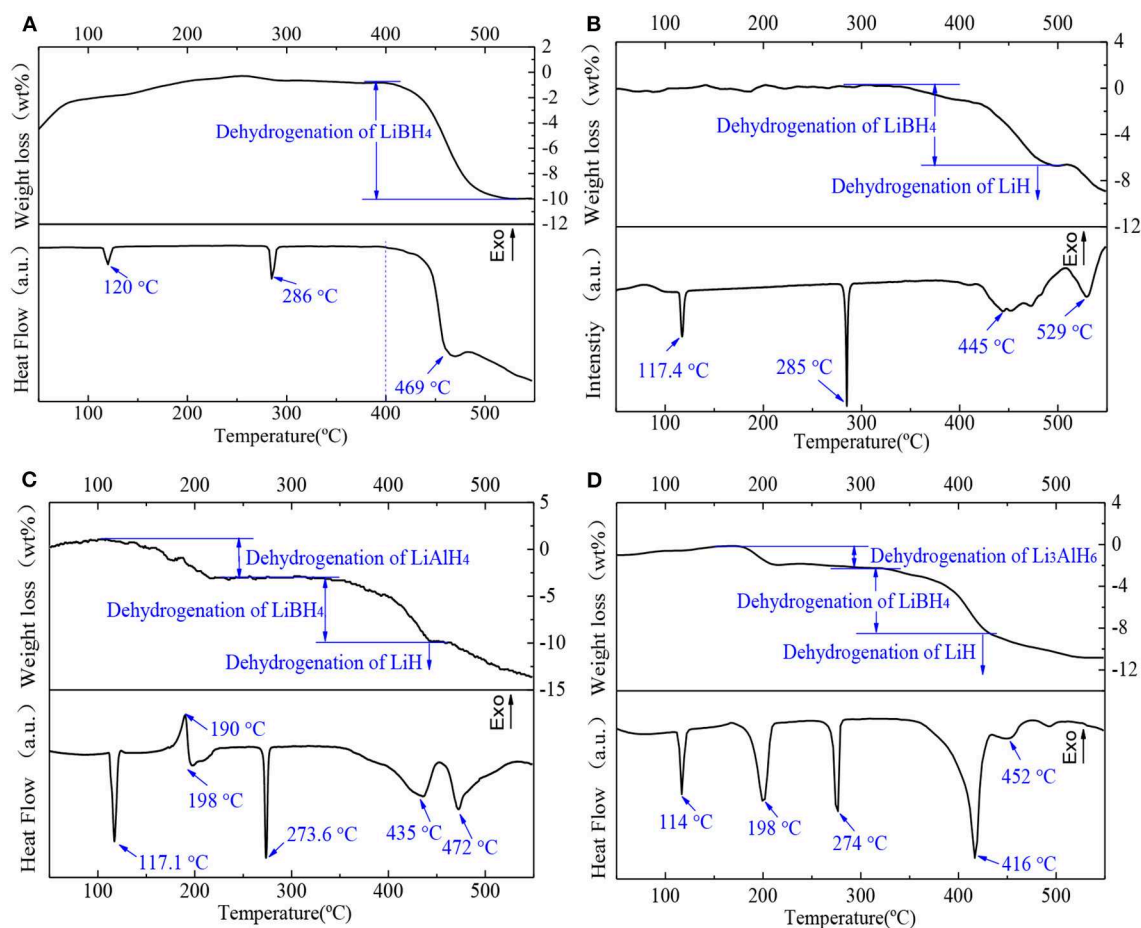 A
100 200 300 400 500
Weight loss (wt%)
2
0
-2
-4
-6
-8
-10
-12
Dehydrogenation of LiBH4
Heat Flow (a.u.)
Exo
120 °C
286 °C
469 °C
100 200 300 400 500
Temperature(°C)
B
100 200 300 400 500
Weight loss (wt%)
4
0
-4
-8
-12
Dehydrogenation of LiBH4
Dehydrogenation of LiH
Intenstiy (a.u.)
Exo
117.4 °C
285 °C
445 °C
529 °C
100 200 300 400 500
Temperature(°C)
C
100 200 300 400 500
Weight loss (wt%)
5
0
-5
-10
-15
Dehydrogenation of LiAlH4
Dehydrogenation of LiBH4
Dehydrogenation of LiH
Heat Flow (a.u.)
Exo
190 °C
198 °C
117.1 °C
273.6 °C
435 °C
472 °C
100 200 300 400 500
Temperature(°C)
D
100 200 300 400 500
Weight loss (wt%)
4
0
-4
-8
-12
Dehydrogenation of Li3AlH6
Dehydrogenation of LiBH4
Dehydrogenation of LiH
Heat Flow (a.u.)
Exo
114 °C
198 °C
274 °C
452 °C
416 °C
100 200 300 400 500
Temperature(°C)